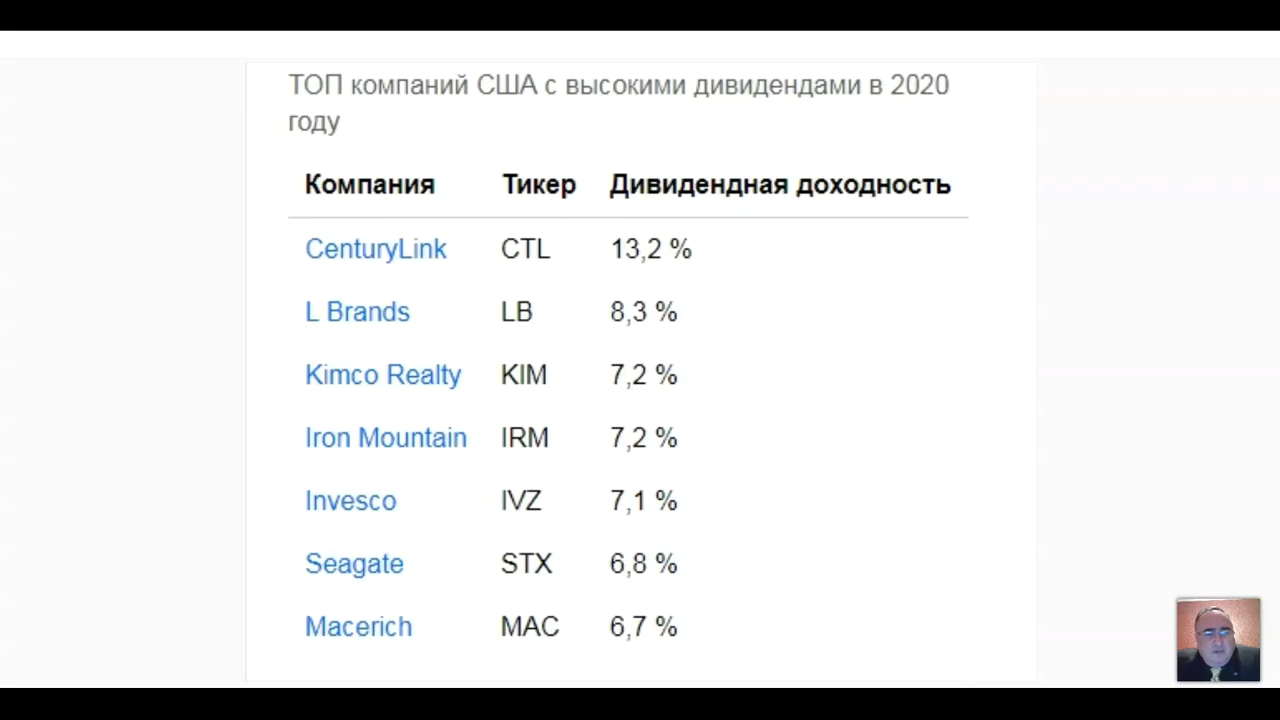 ТОП компаний США с высокими дивидендами в 2020
году
Компания Тикер Дивидендная доходность
CenturyLink CTL 13,2 %
L Brands LB 8,3 %
Kimco Realty KIM 7,2 %
Iron Mountain IRM 7,2 %
Invesco IVZ 7,1 %
Seagate STX 6,8 %
Macerich MAC 6,7 %